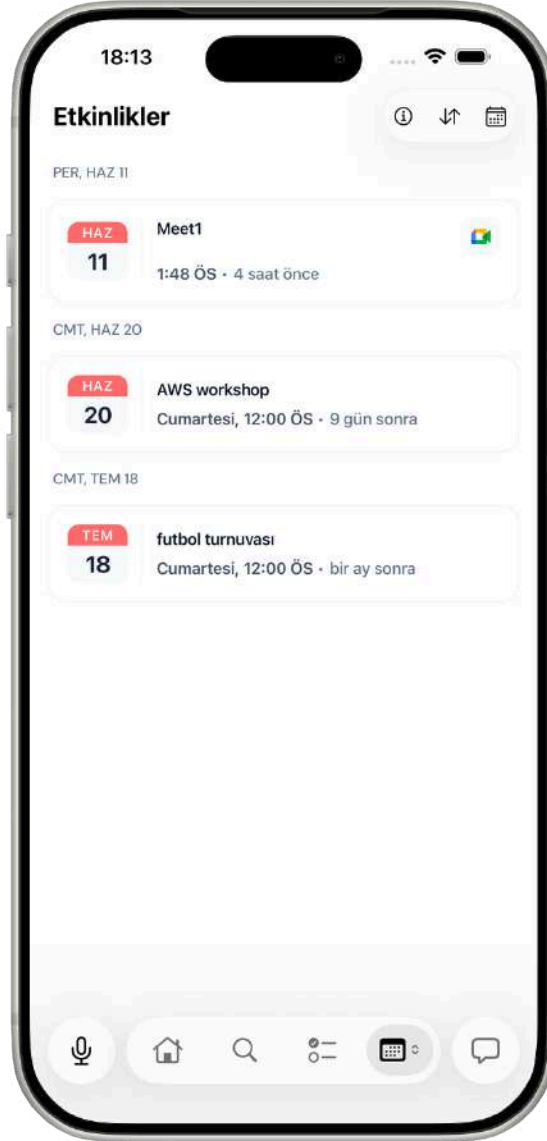 18:13
Etkinlikler
PER, HAZ 11
HAZ
11
Meet1
1:48 ÖS • 4 saat önce
CMT, HAZ 20
HAZ
20
AWS workshop
Cumartesi, 12:00 ÖS • 9 gün sonra
CMT, TEM 18
TEM
18
futbol turnuvası
Cumartesi, 12:00 ÖS • bir ay sonra